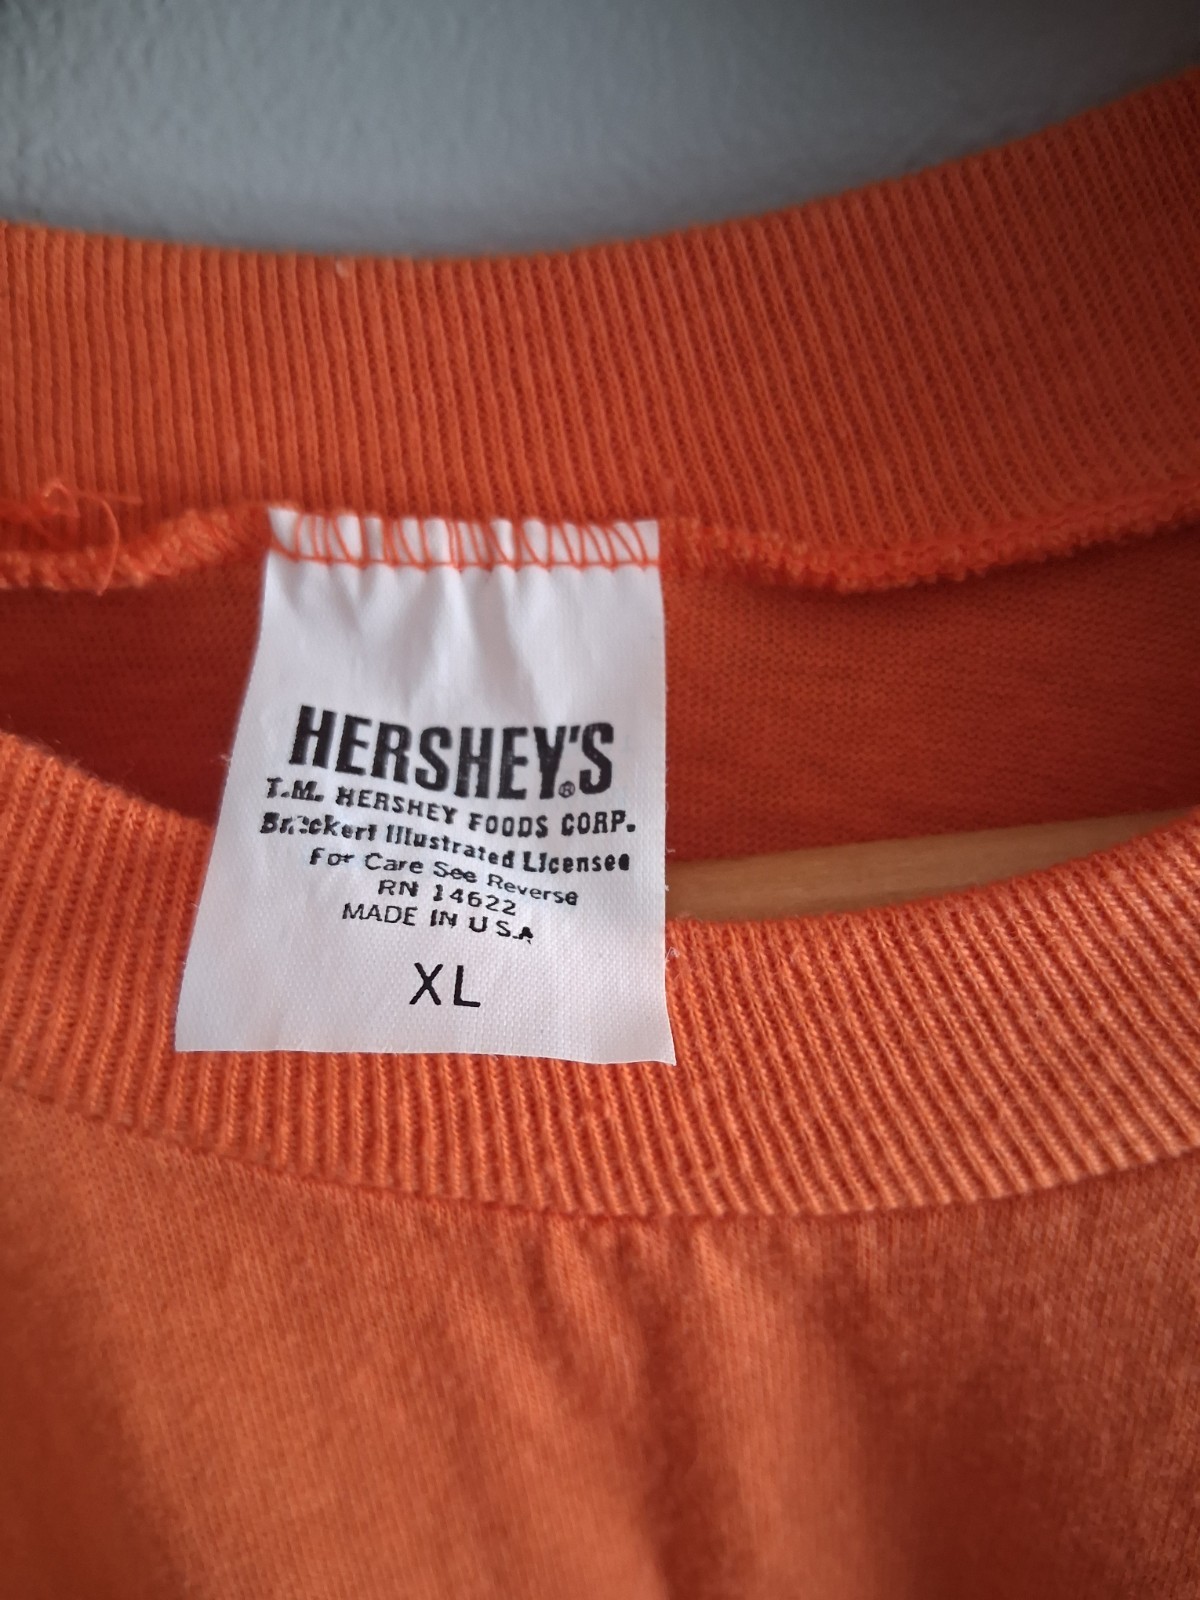 HERSHEY'S®
T.M. HERSHEY FOODS CORP.
Illustrated Licensee
For Care See Reverse
RN 14622
MADE IN U S.A
XL